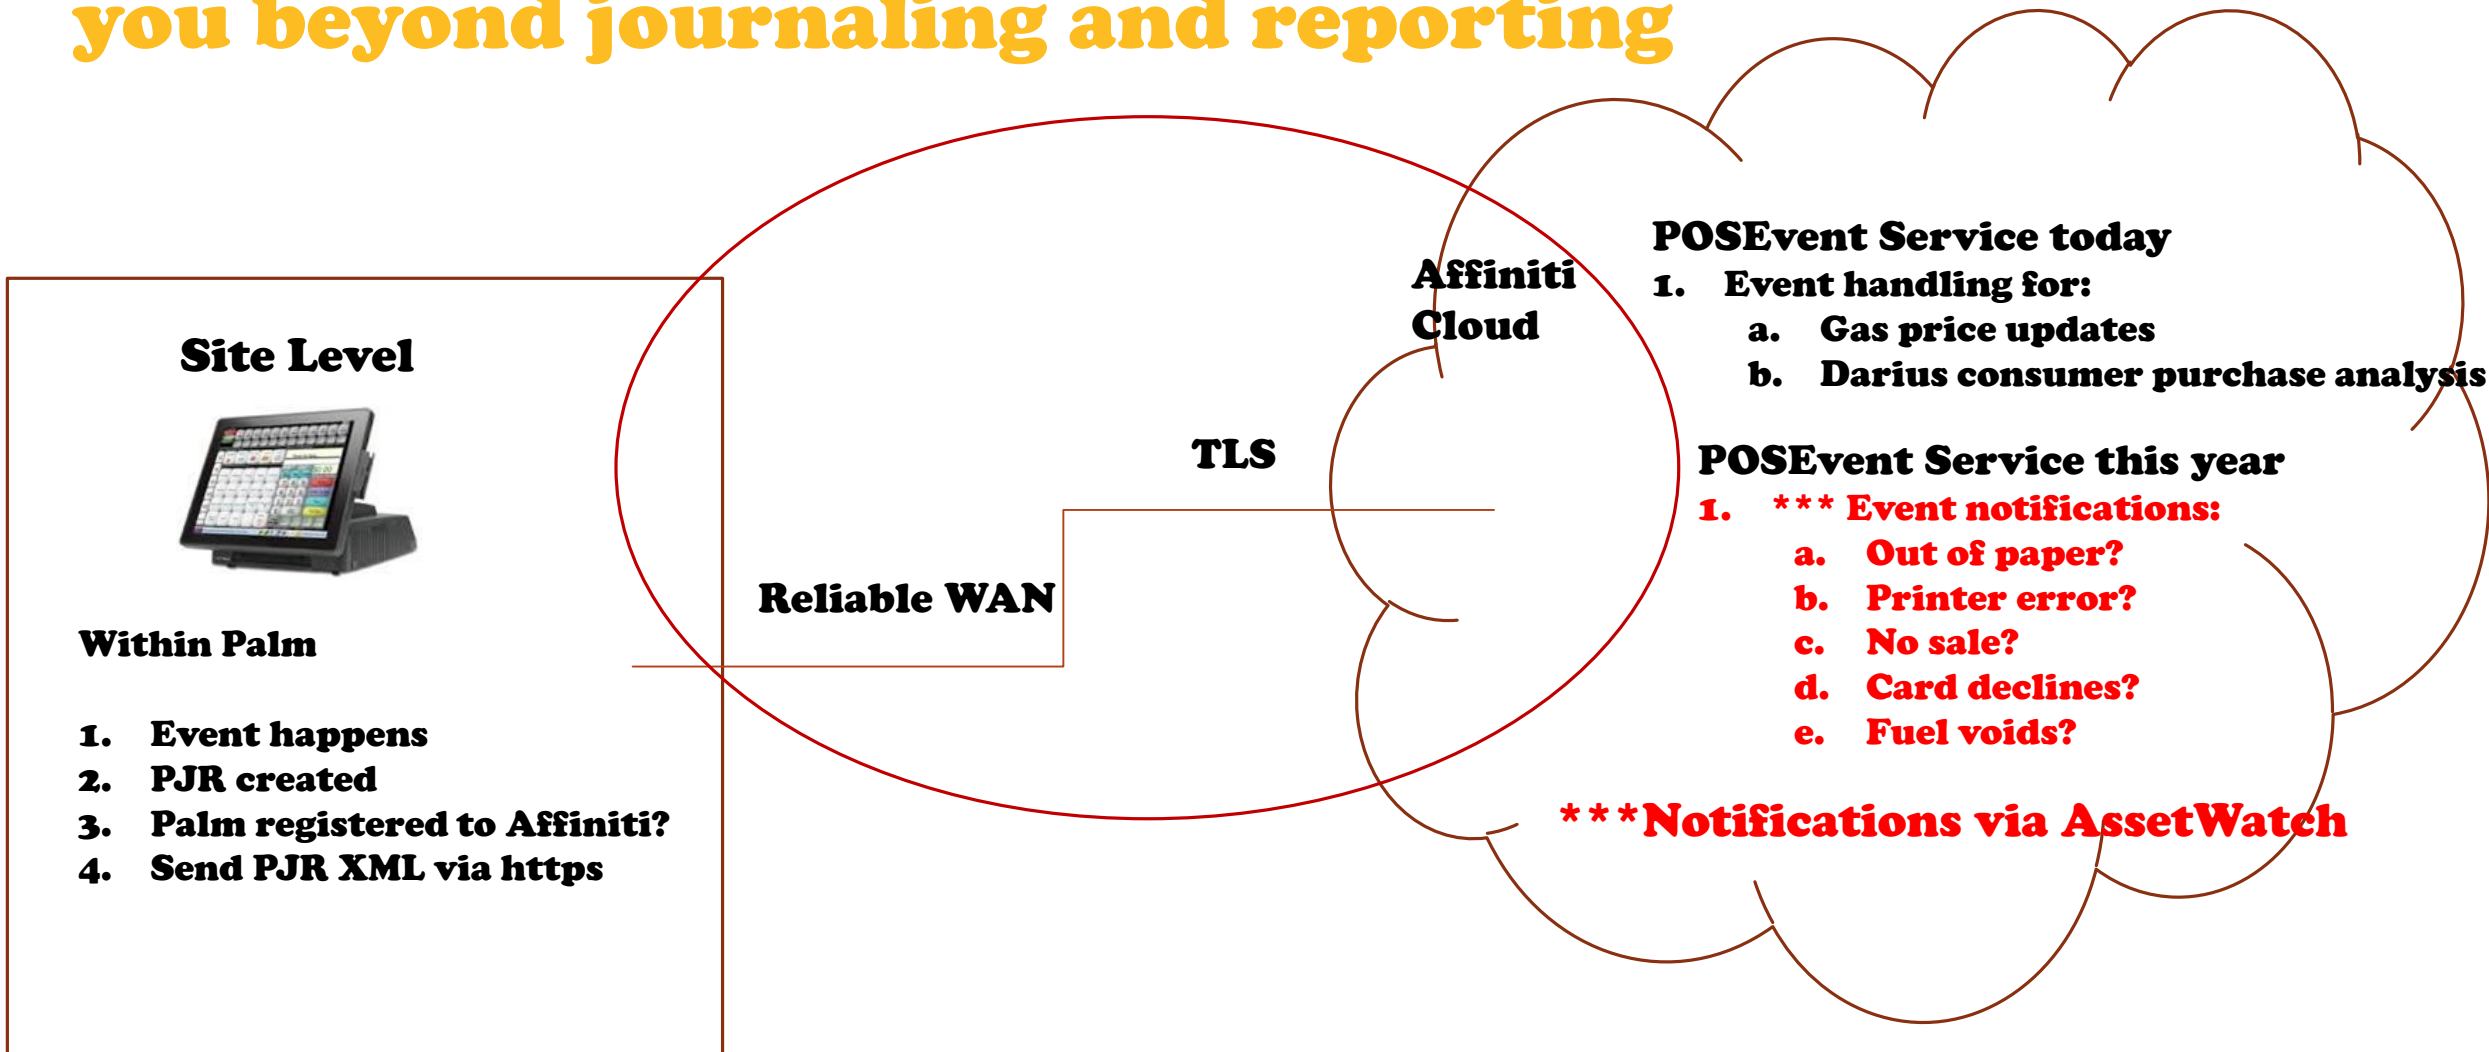 you beyond journaling and reporting
Site Level
Within Palm
1. Event happens
2. PJR created
3. Palm registered to Affiniti?
4. Send PJR XML via https
Reliable WAN
TLS
Affiniti
Cloud
POSEvent Service today
1. Event handling for:
a. Gas price updates
b. Darius consumer purchase analysis
POSEvent Service this year
1. *** Event notifications:
a. Out of paper?
b. Printer error?
c. No sale?
d. Card declines?
e. Fuel voids?
***Notifications via AssetWatch